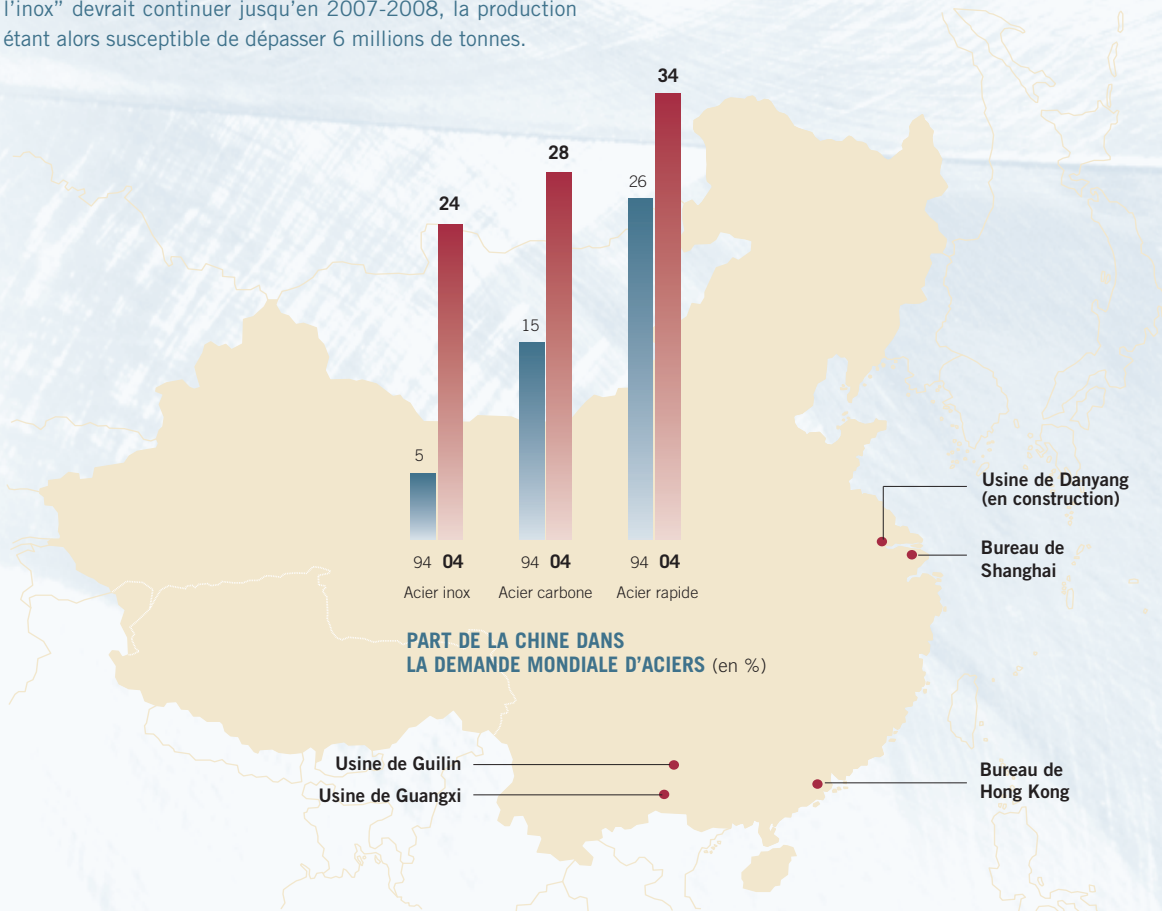 l’inox” devrait continuer jusqu’en 2007-2008, la production
étant alors susceptible de dépasser 6 millions de tonnes.
34
28
26
24
15
5
94 04 94 04 94 04
Acier inox Acier carbone Acier rapide
PART DE LA CHINE DANS
LA DEMANDE MONDIALE D’ACIERS (en %)
Usine de Danyang
(en construction)
Bureau de
Shanghai
Usine de Guilin
Usine de Guangxi
Bureau de
Hong Kong